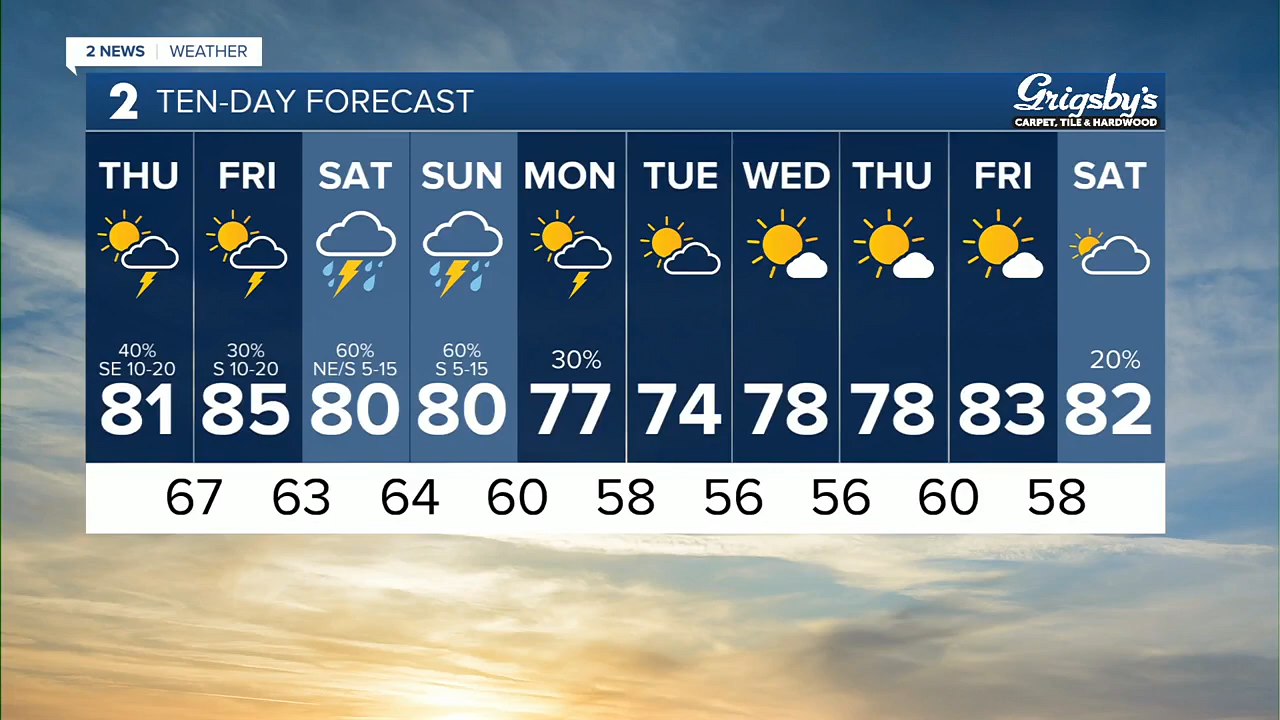 2 NEWS | WEATHER
2 TEN-DAY FORECAST
Grigsby's
CARPET, TILE & HARDWOOD
THU FRI SAT SUN MON TUE WED THU FRI SAT
40% 30% 60% 60% 30% 20%
SE 10-20 S 10-20 NE/S 5-15 S 5-15
81 85 80 80 77 74 78 78 83 82
67 63 64 60 58 56 56 60 58